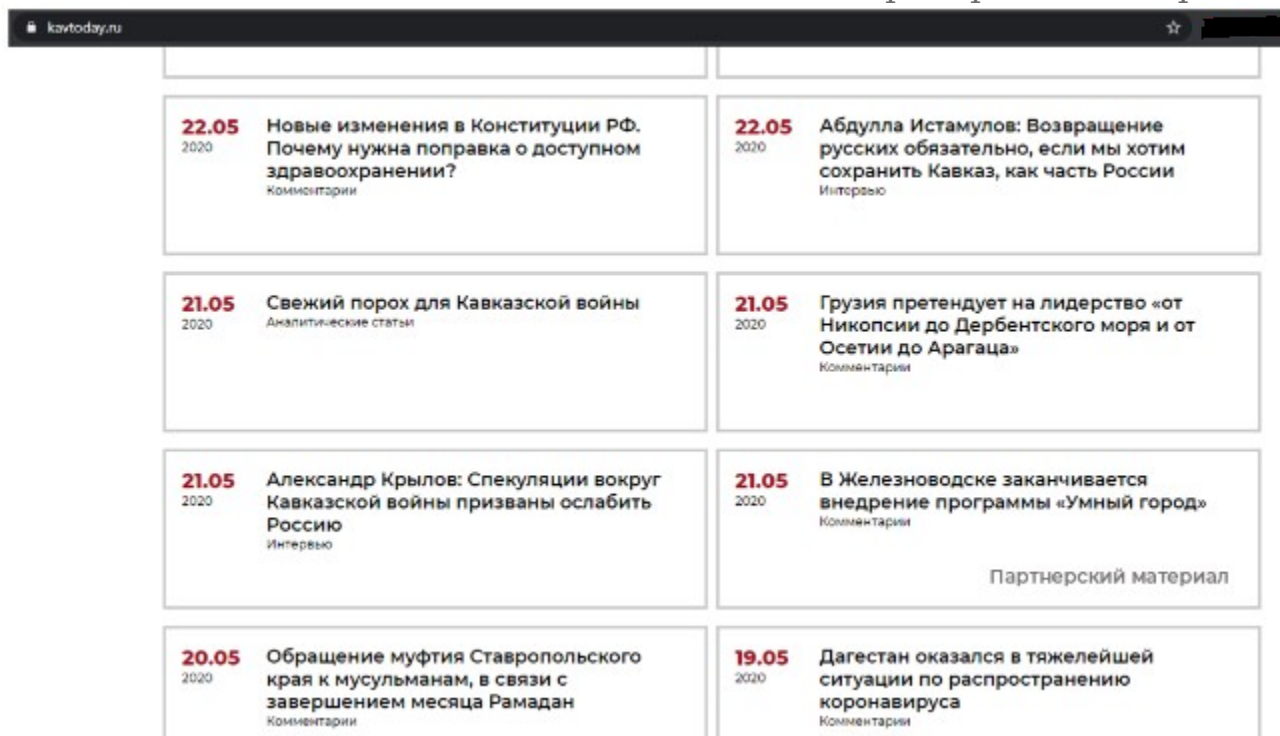 kavtoday.ru
22.05
2020
Новые изменения в Конституции РФ.
Почему нужна поправка о доступном
здравоохранении?
Комментарии
22.05
2020
Абдулла Истамулов: Возвращение
русских обязательно, если мы хотим
сохранить Кавказ, как часть России
Интервью
21.05
2020
Свежий порох для Кавказской войны
Аналитические статьи
21.05
2020
Грузия претендует на лидерство «от
Никопсии до Дербентского моря и от
Осетии до Арагаца»
Комментарии
21.05
2020
Александр Крылов: Спекуляции вокруг
Кавказской войны призваны ослабить
Россию
Интервью
21.05
2020
В Железноводске заканчивается
внедрение программы «Умный город»
Комментарии
Партнерский материал
20.05
2020
Обращение муфтия Ставропольского
края к мусульманам, в связи с
завершением месяца Рамадан
Комментарии
19.05
2020
Дагестан оказался в тяжелейшей
ситуации по распространению
коронавируса
Комментарии